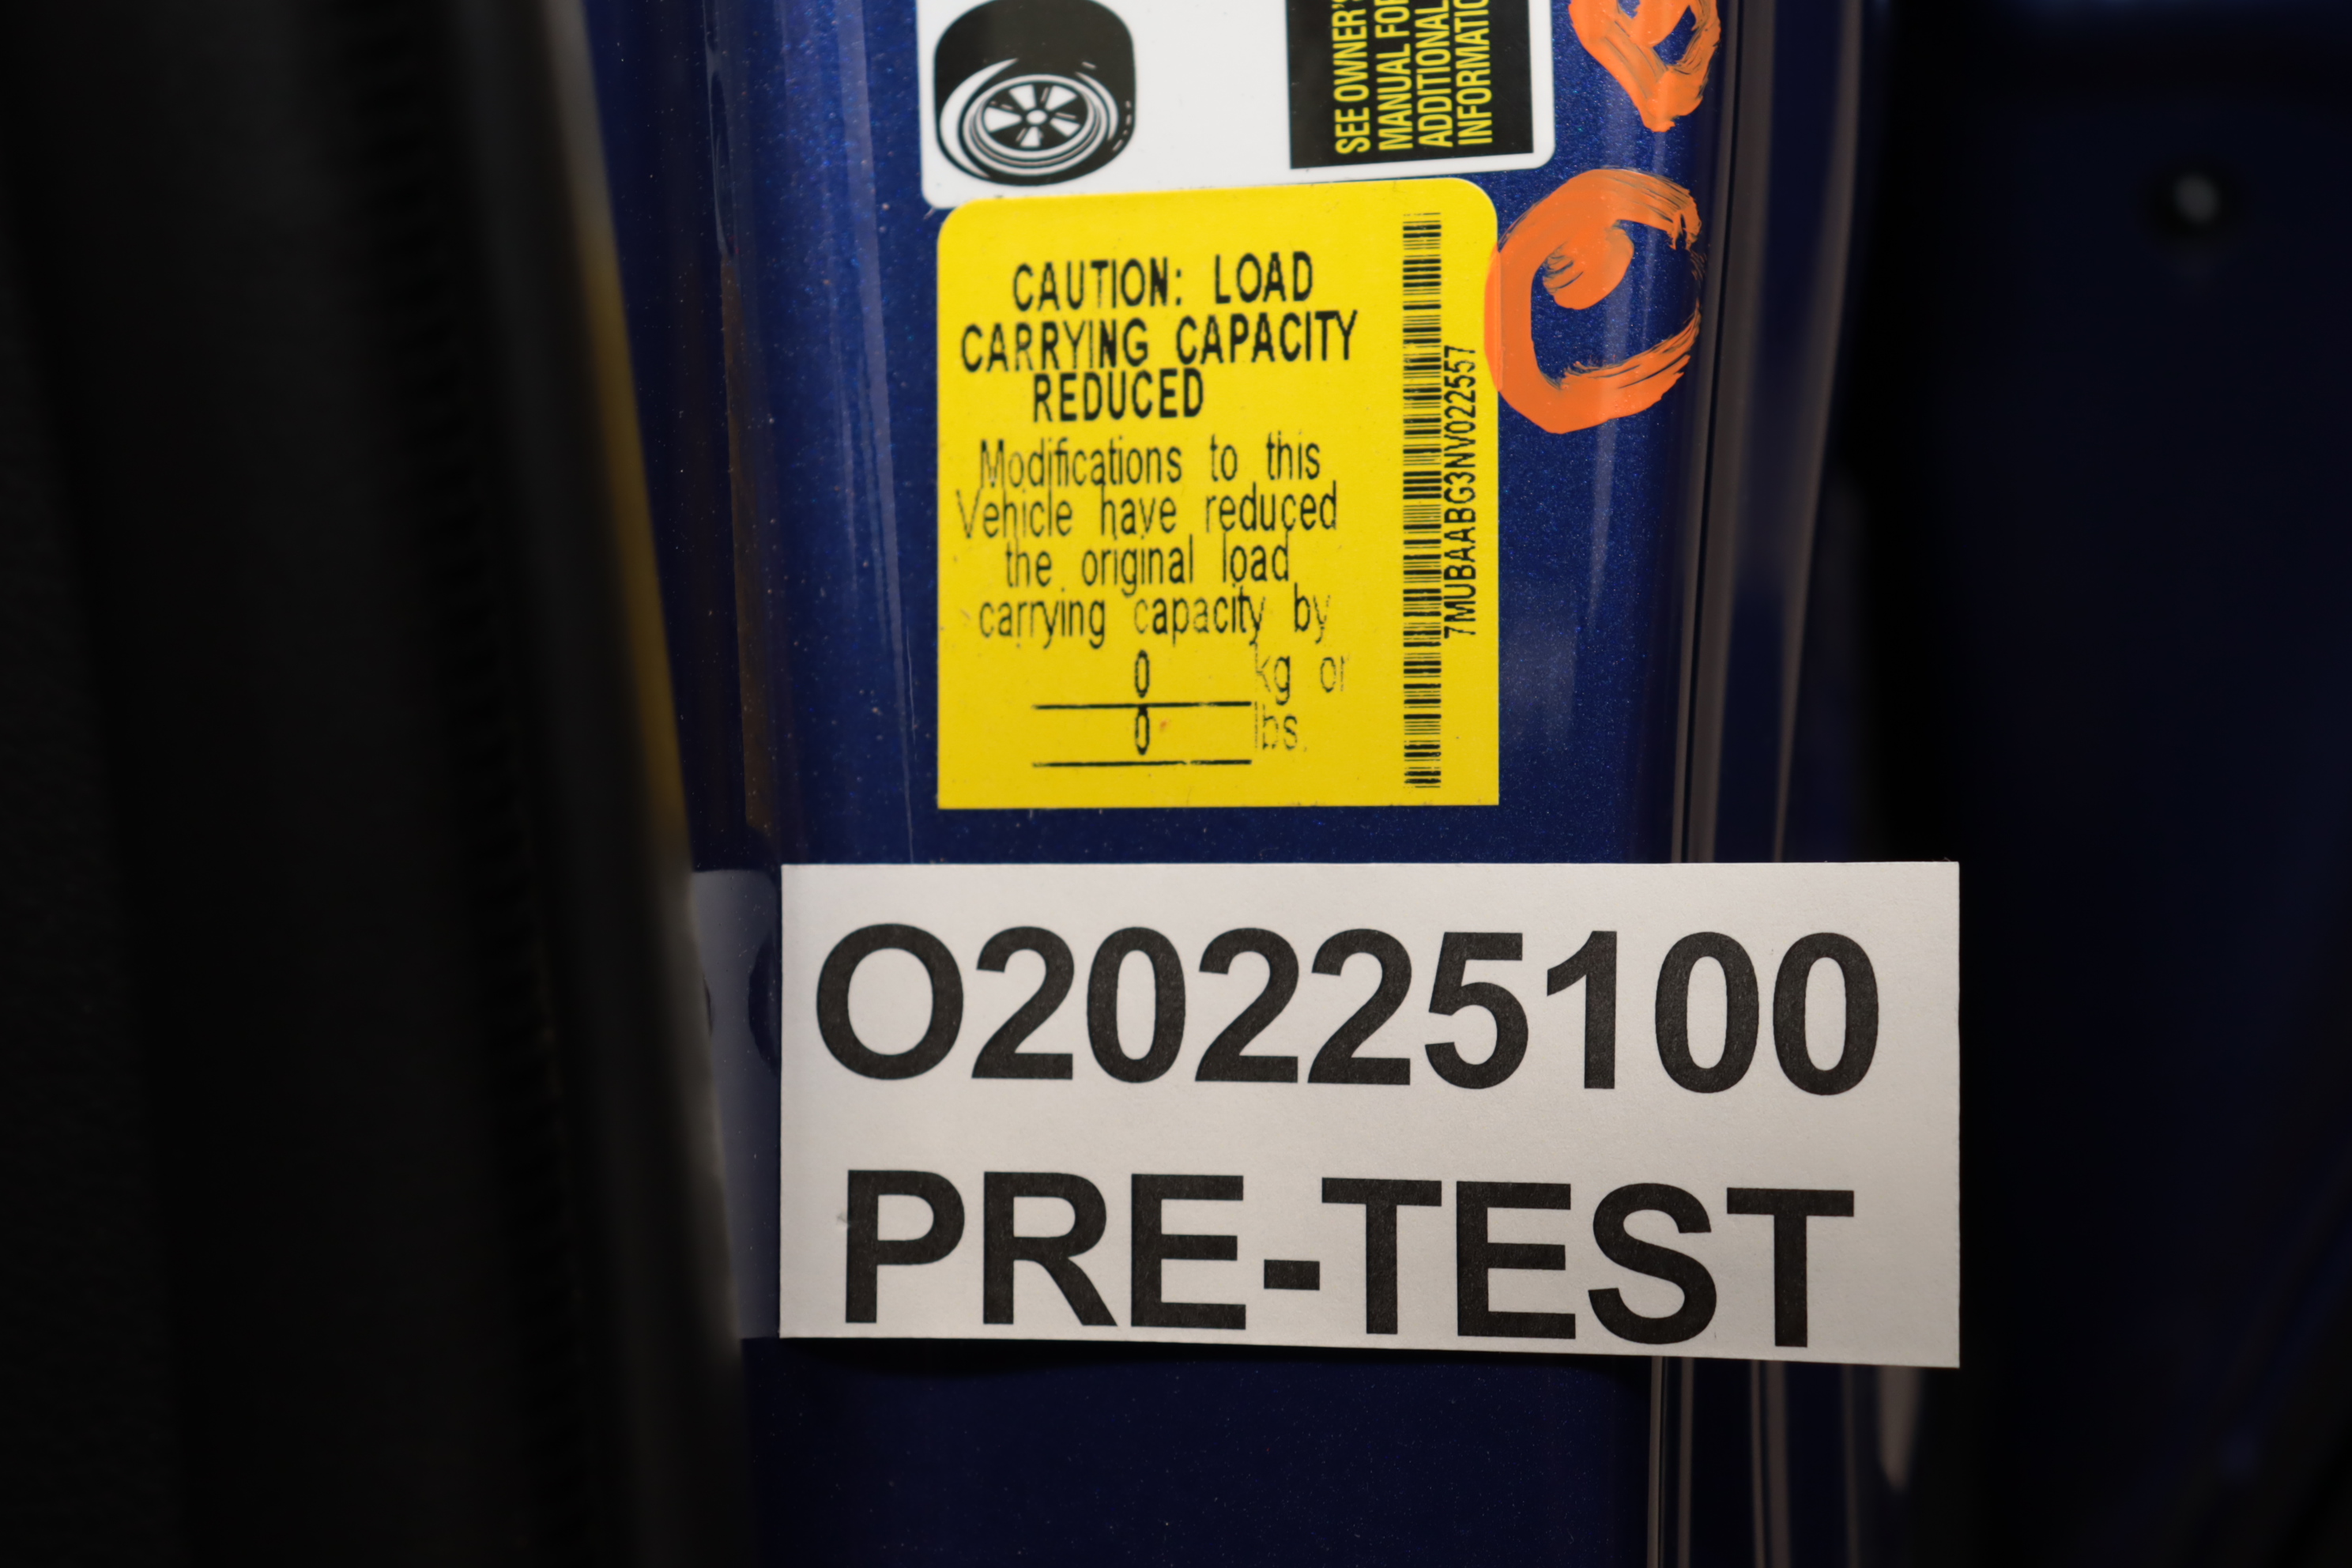 SEE OWNER'S
MANUAL FOR
ADDITIONAL
CAUTION: LOAD
CARRYING CAPACITY
REDUCED
Modifications to this
Vehicle have reduced
the original load
carrying capacity by
0 kg or
0 lbs.
7MUBAABG3NV022557
O20225100
PRE-TEST